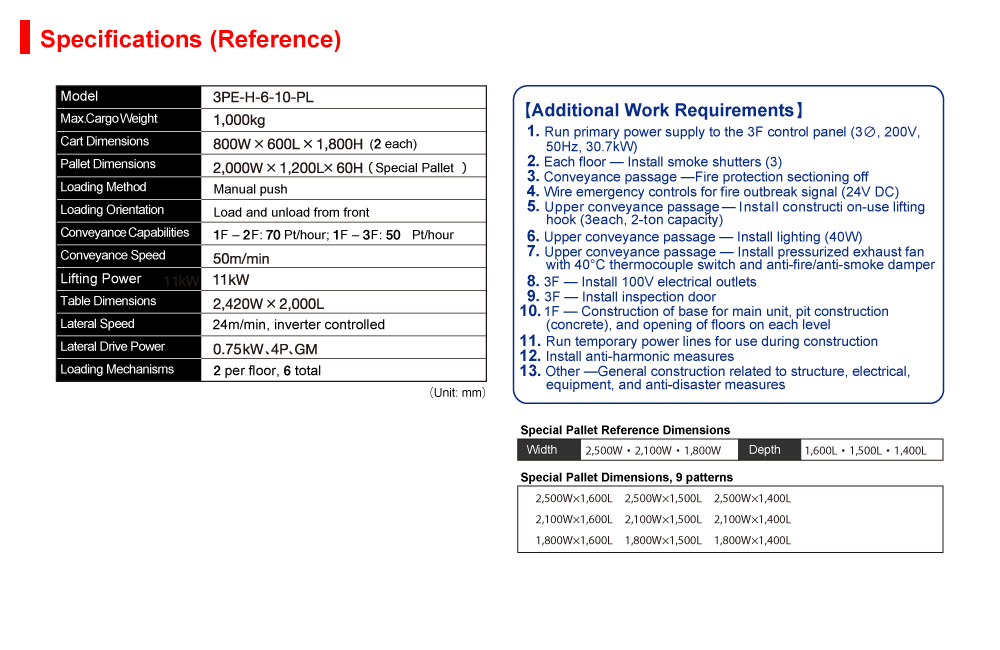 Specifications (Reference)
Model 3PE-H-6-10-PL
Max.Cargo Weight 1,000kg
Cart Dimensions 800W × 600L × 1,800H (2 each)
Pallet Dimensions 2,000W × 1,200L × 60H (Special Pallet )
Loading Method Manual push
Loading Orientation Load and unload from front
Conveyance Capabilities 1F – 2F: 70 Pt/hour; 1F – 3F: 50 Pt/hour
Conveyance Speed 50m/min
Lifting Power 11kW 11kW
Table Dimensions 2,420W × 2,000L
Lateral Speed 24m/min, inverter controlled
Lateral Drive Power 0.75kW、4P、GM
Loading Mechanisms 2 per floor, 6 total
(Unit: mm)
【Additional Work Requirements】
1. Run primary power supply to the 3F control panel (3∅, 200V,
50Hz, 30.7kW)
2. Each floor — Install smoke shutters (3)
3. Conveyance passage —Fire protection sectioning off
4. Wire emergency controls for fire outbreak signal (24V DC)
5. Upper conveyance passage — Install constructi on-use lifting
hook (3each, 2-ton capacity)
6. Upper conveyance passage — Install lighting (40W)
7. Upper conveyance passage — Install pressurized exhaust fan
with 40°C thermocouple switch and anti-fire/anti-smoke damper
8. 3F — Install 100V electrical outlets
9. 3F — Install inspection door
10. 1F — Construction of base for main unit, pit construction
(concrete), and opening of floors on each level
11. Run temporary power lines for use during construction
12. Install anti-harmonic measures
13. Other —General construction related to structure, electrical,
equipment, and anti-disaster measures
Special Pallet Reference Dimensions
Width 2,500W・2,100W・1,800W Depth 1,600L・1,500L・1,400L
Special Pallet Dimensions, 9 patterns
2,500W×1,600L 2,500W×1,500L 2,500W×1,400L
2,100W×1,600L 2,100W×1,500L 2,100W×1,400L
1,800W×1,600L 1,800W×1,500L 1,800W×1,400L